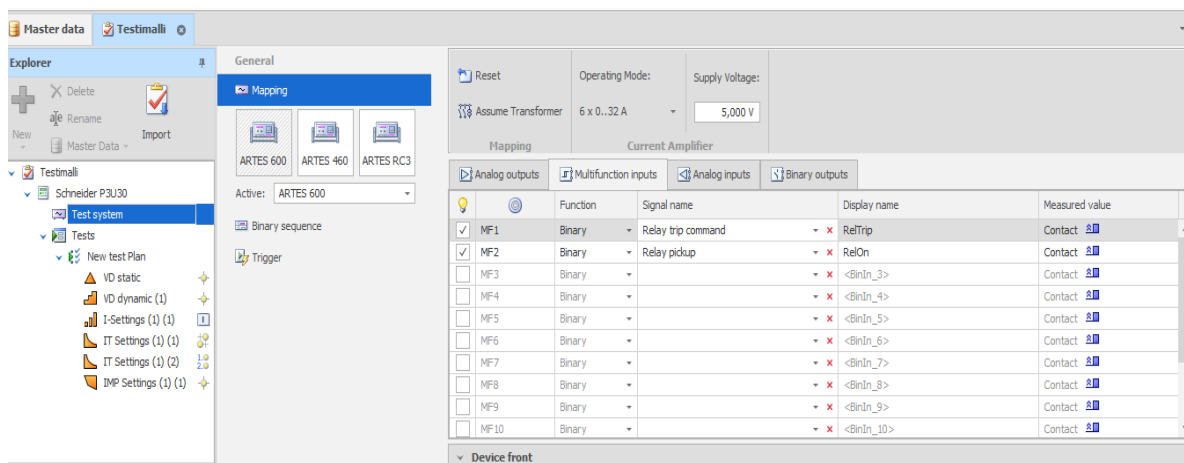 Master data
Testimalli
Explorer
Delete
Rename
New
Import
Master Data
Testimalli
Schneider P3U30
Test system
Tests
New test Plan
VD static
VD dynamic (1)
I-Settings (1) (1)
IT Settings (1) (1)
IT Settings (1) (2)
IMP Settings (1) (1)
General
Mapping
ARTES 600 ARTES 460 ARTES RC3
Active: ARTES 600
Binary sequence
Trigger
Reset
Assume Transformer
Mapping
Operating Mode:
6 x 0..32 A
Supply Voltage:
5,000 V
Current Amplifier
Analog outputs Multifunction inputs Analog inputs Binary outputs
Function Signal name Display name Measured value
MF1 Binary Relay trip command RelTrip Contact
MF2 Binary Relay pickup RelOn Contact
MF3 Binary <BinIn_3> Contact
MF4 Binary <BinIn_4> Contact
MF5 Binary <BinIn_5> Contact
MF6 Binary <BinIn_6> Contact
MF7 Binary <BinIn_7> Contact
MF8 Binary <BinIn_8> Contact
MF9 Binary <BinIn_9> Contact
MF10 Binary <BinIn_10> Contact
Device front